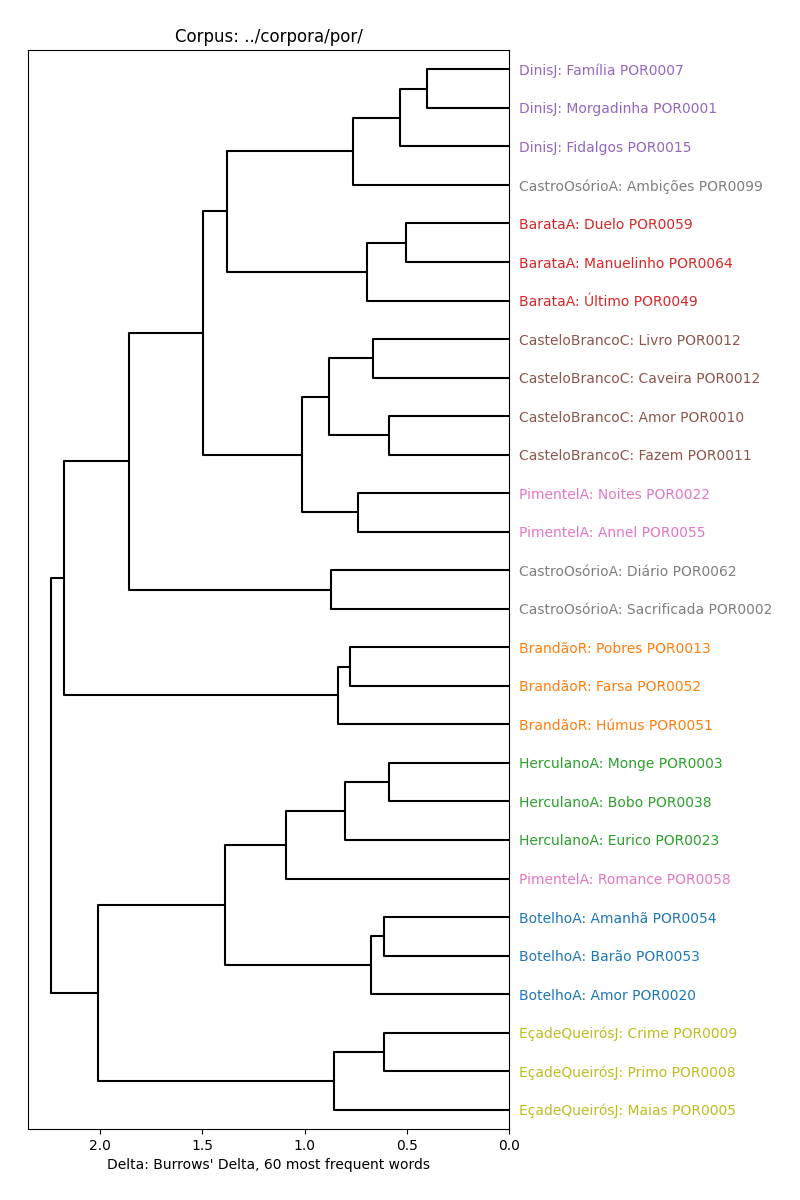 Corpus: ../corpora/por/
DinisJ: Família POR0007
DinisJ: Morgadinha POR0001
DinisJ: Fidalgos POR0015
CastroOsórioA: Ambições POR0099
BarataA: Duelo POR0059
BarataA: Manuelinho POR0064
BarataA: Último POR0049
CasteloBrancoC: Livro POR0012
CasteloBrancoC: Caveira POR0012
CasteloBrancoC: Amor POR0010
CasteloBrancoC: Fazem POR0011
PimentelA: Noites POR0022
PimentelA: Annel POR0055
CastroOsórioA: Diário POR0062
CastroOsórioA: Sacrificada POR0002
BrandãoR: Pobres POR0013
BrandãoR: Farsa POR0052
BrandãoR: Húmus POR0051
HerculanoA: Monge POR0003
HerculanoA: Bobo POR0038
HerculanoA: Eurico POR0023
PimentelA: Romance POR0058
BotelhoA: Amanhã POR0054
BotelhoA: Barão POR0053
BotelhoA: Amor POR0020
EçadeQueirósJ: Crime POR0009
EçadeQueirósJ: Primo POR0008
EçadeQueirósJ: Maias POR0005
2.0 1.5 1.0 0.5 0.0
Delta: Burrows' Delta, 60 most frequent words